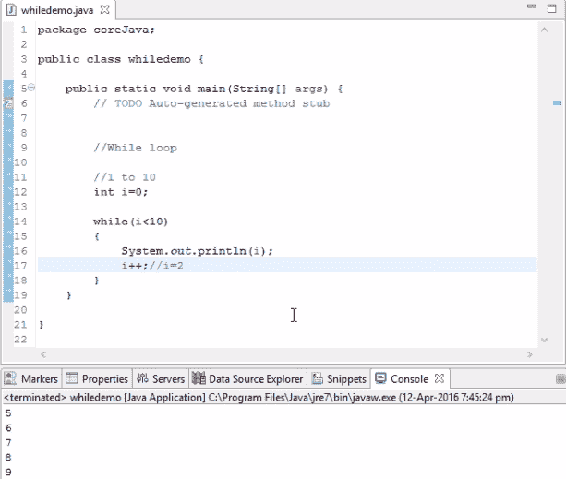 whiledemo.java
1 package coreJava;
2
3 public class whiledemo {
4
5 public static void main(String[] args) {
6 // TODO Auto-generated method stub
7
8
9 //While loop
10
11 //1 to 10
12 int i=0;
13
14 while(i<10)
15 {
16 System.out.println(i);
17 i++;//i=2
18 }
19 }
20
21 }
22
Markers Properties Servers Data Source Explorer Snippets Console
<terminated> whiledemo [Java Application] C:\Program Files\Java\jre7\bin\javaw.exe (12-Apr-2016 7:45:24 pm)
5
6
7
8
9